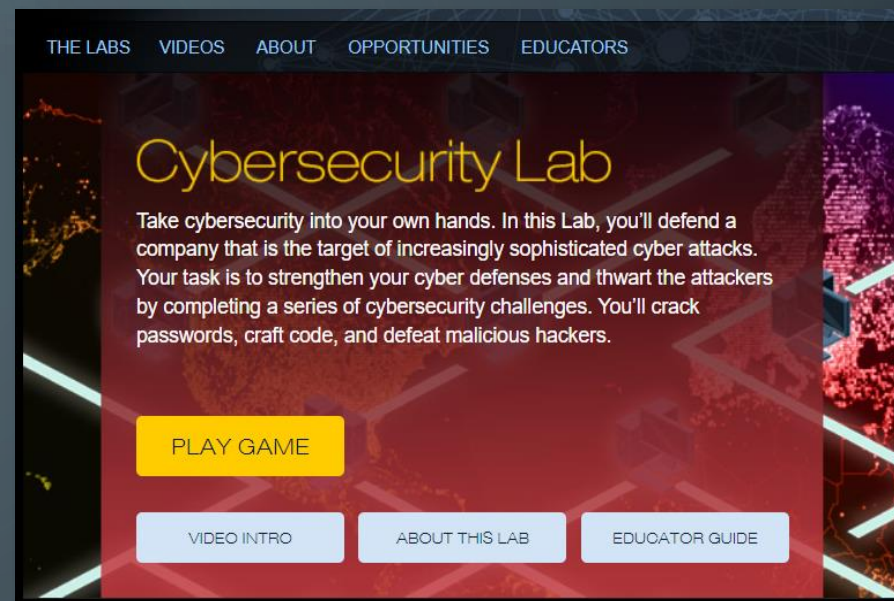 THE LABS VIDEOS ABOUT OPPORTUNITIES EDUCATORS
Cybersecurity Lab
Take cybersecurity into your own hands. In this Lab, you'll defend a
company that is the target of increasingly sophisticated cyber attacks.
Your task is to strengthen your cyber defenses and thwart the attackers
by completing a series of cybersecurity challenges. You'll crack
passwords, craft code, and defeat malicious hackers.
PLAY GAME
VIDEO INTRO ABOUT THIS LAB EDUCATOR GUIDE